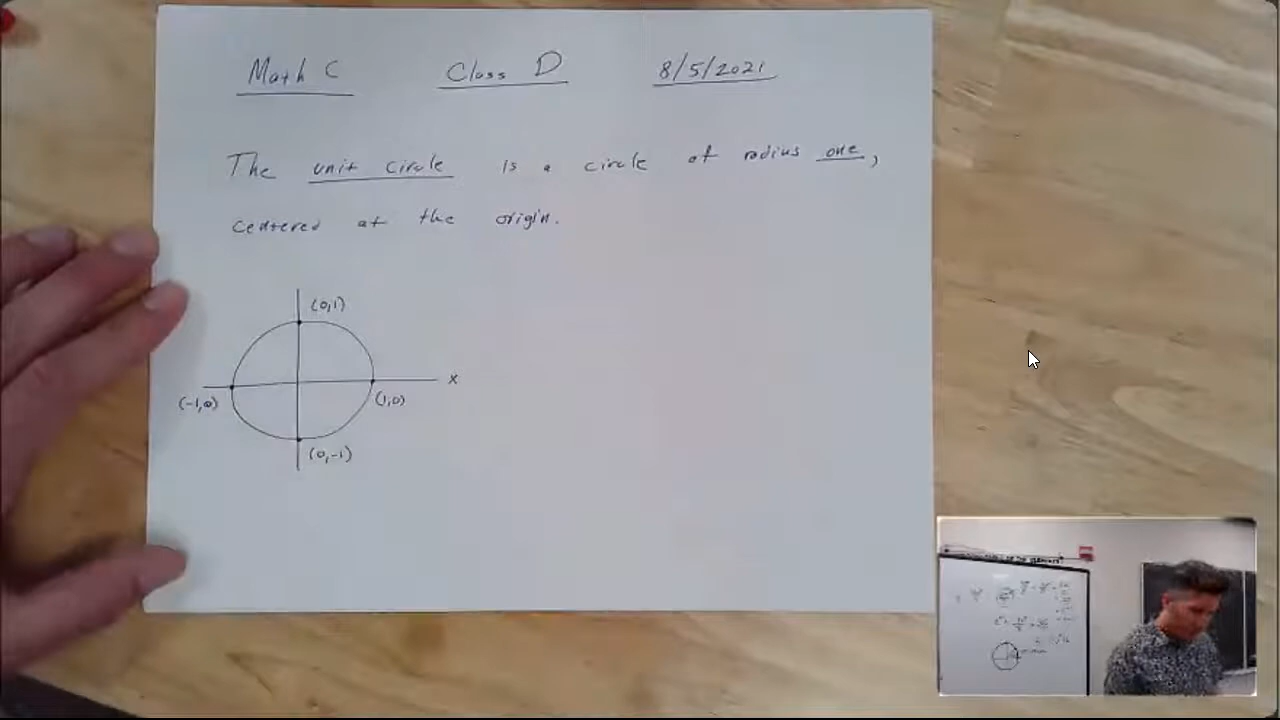 Math C Class D 8/5/2021
The unit circle is a circle of radius one,
centered at the origin.
(0,1)
x
(-1,0) (1,0)
(0,-1)